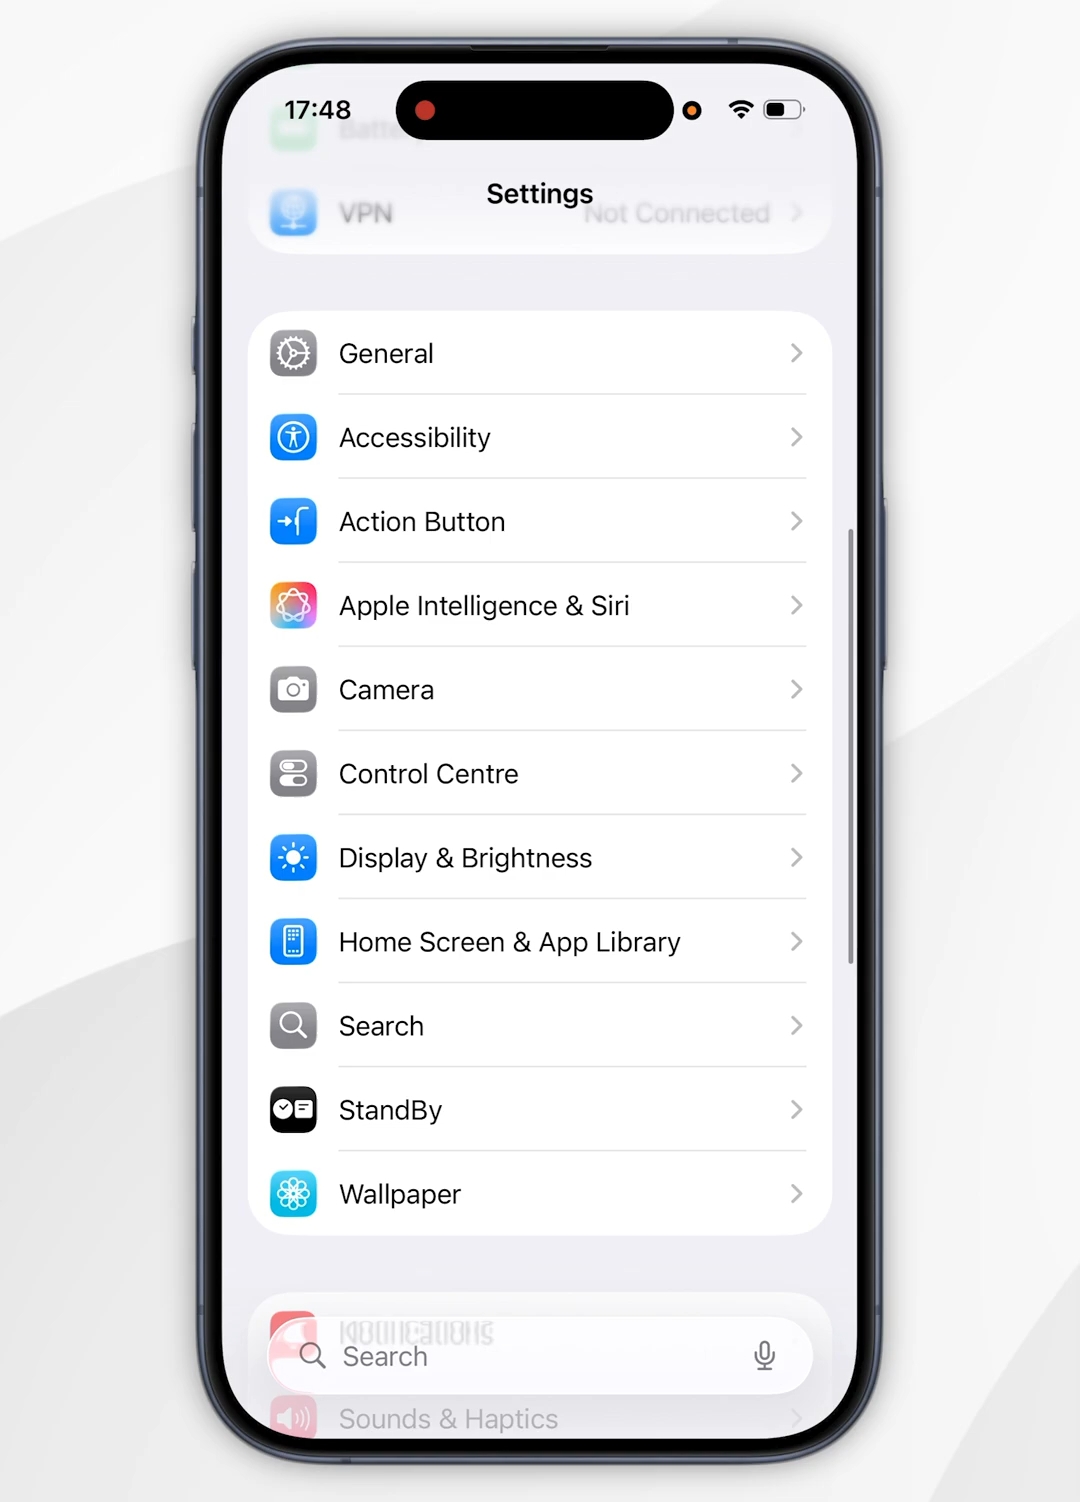 17:48
Settings
VPN
Not Connected
General
Accessibility
Action Button
Apple Intelligence & Siri
Camera
Control Centre
Display & Brightness
Home Screen & App Library
Search
StandBy
Wallpaper
Notifications
Search
Sounds & Haptics